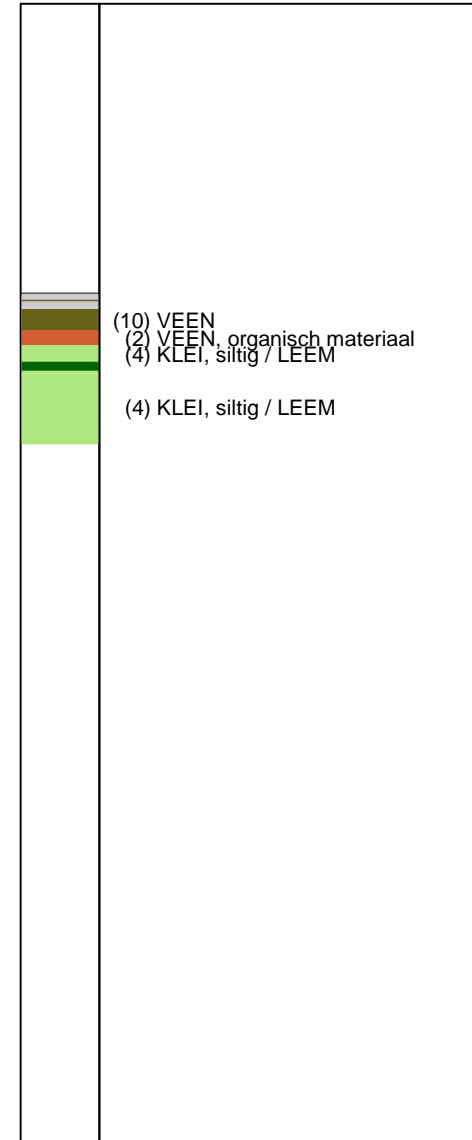 (10) VEEN
(2) VEEN, organisch materiaal
(4) KLEI, siltig / LEEM
(4) KLEI, siltig / LEEM